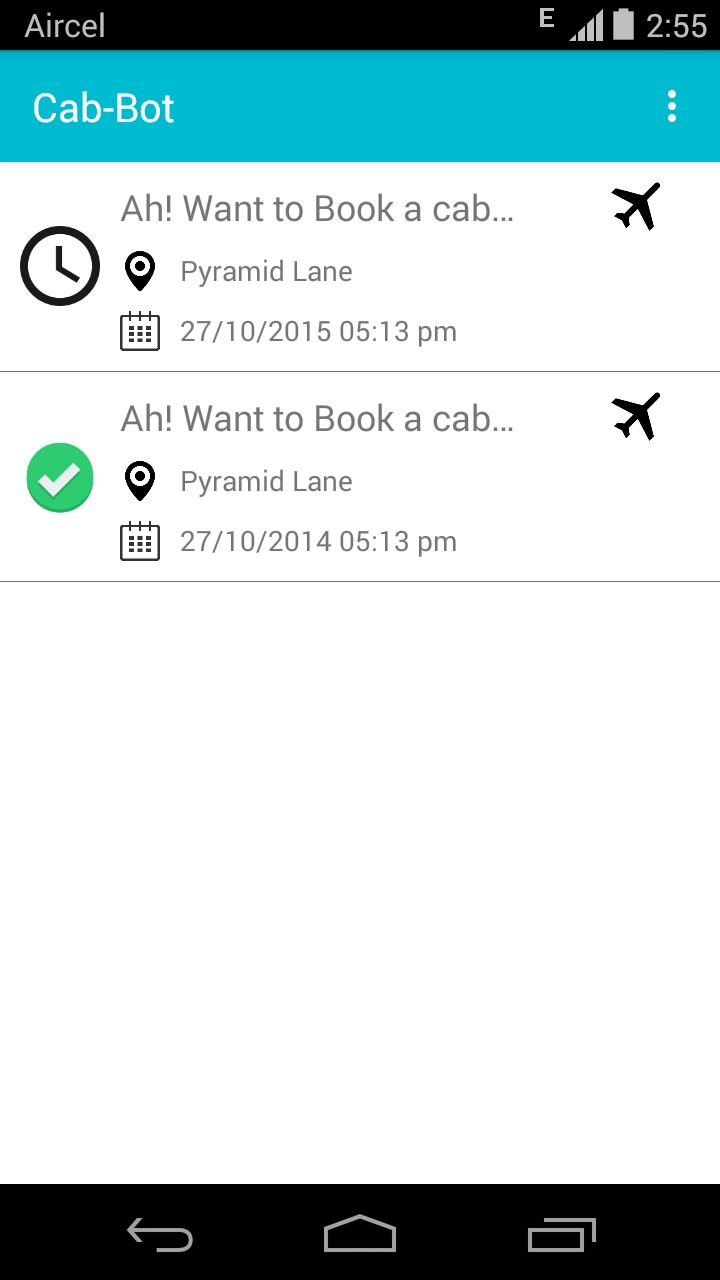 Aircel E 2:55
Cab-Bot
Ah! Want to Book a cab...
Pyramid Lane
27/10/2015 05:13 pm
Ah! Want to Book a cab...
Pyramid Lane
27/10/2014 05:13 pm